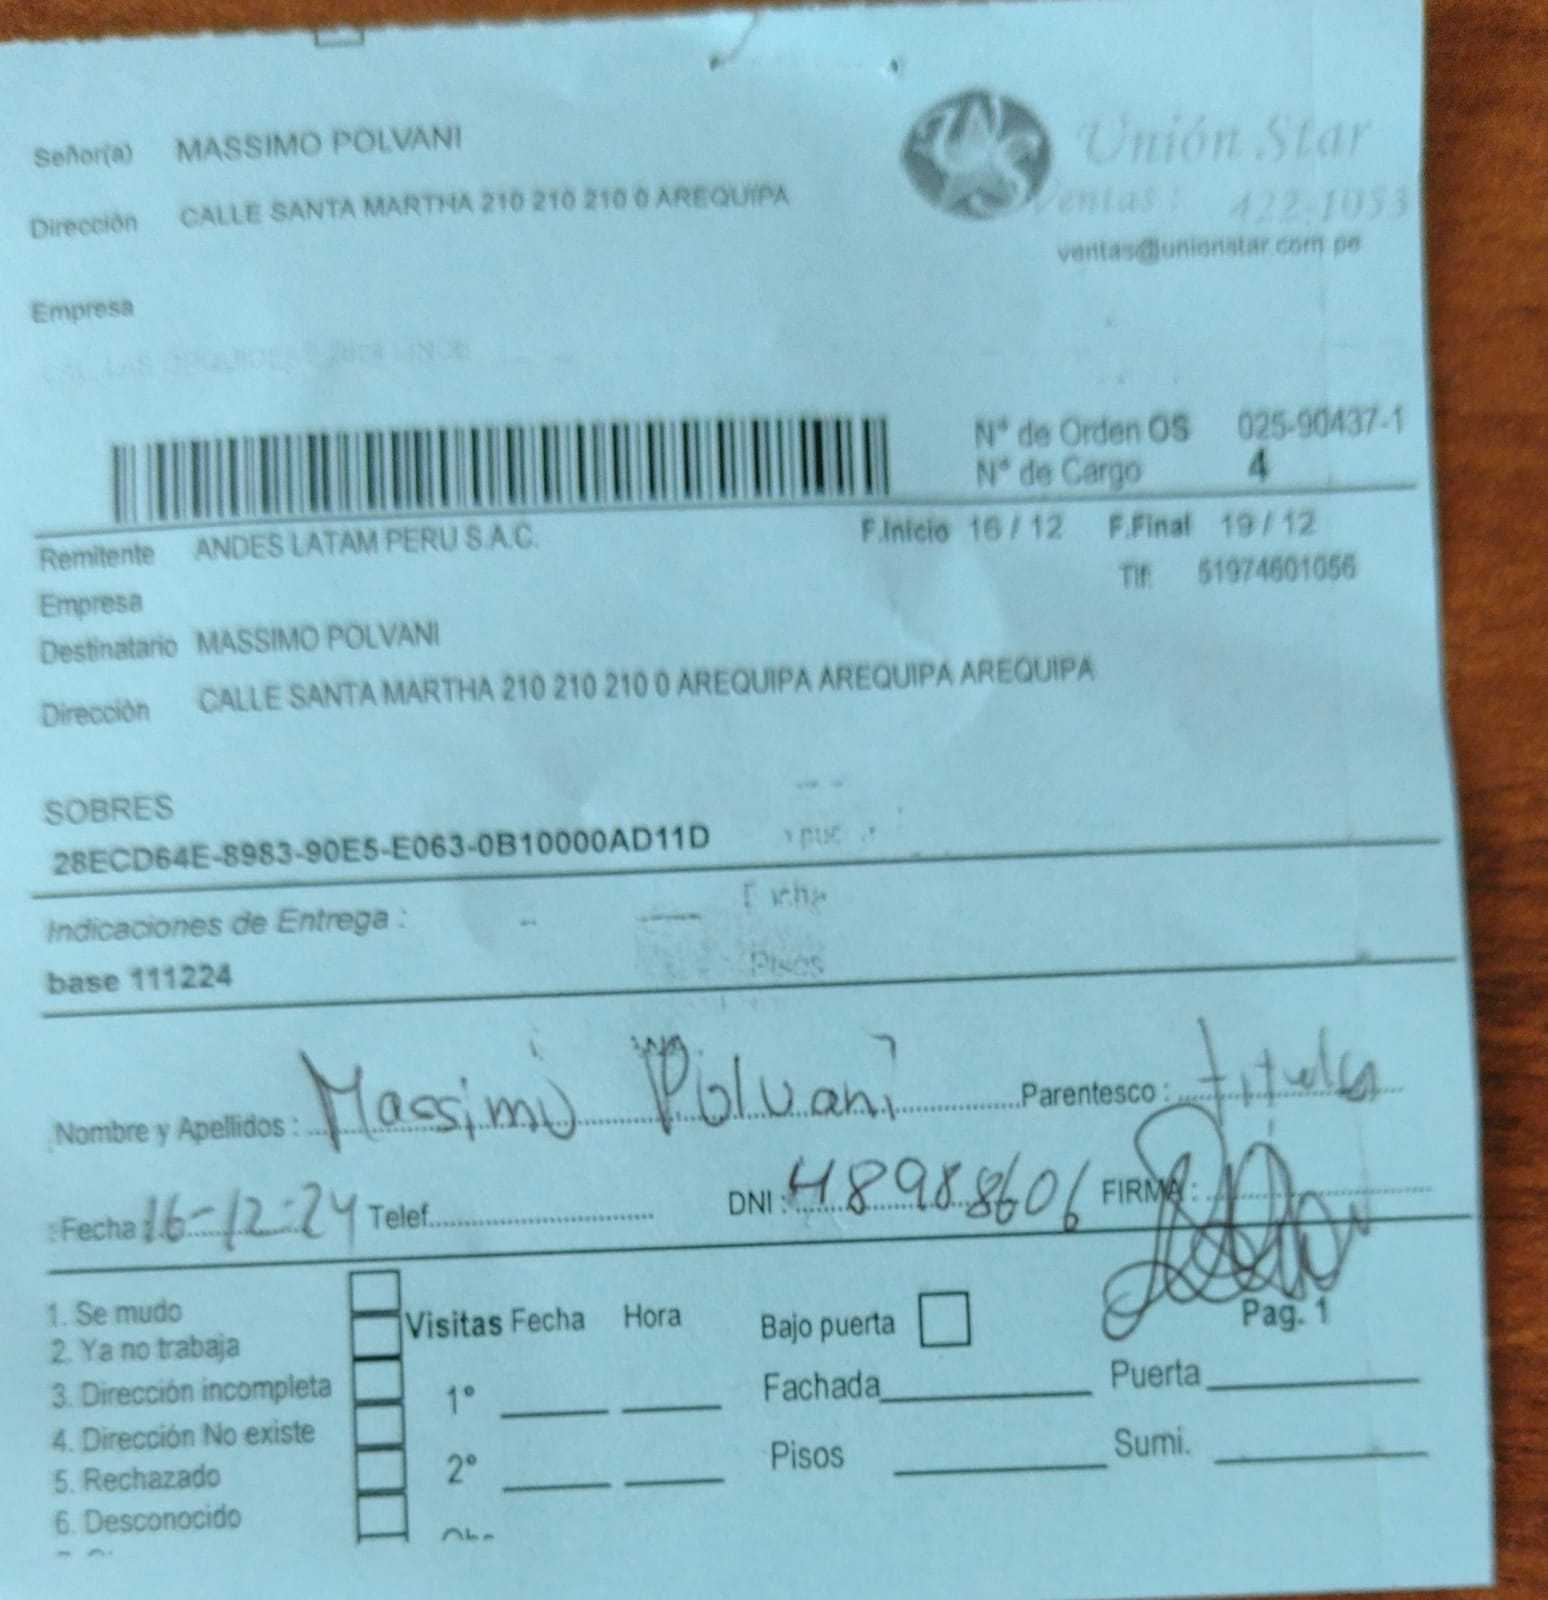 Señor(a) MASSIMO POLVANI
Unión Star
Dirección CALLE SANTA MARTHA 210 210 210 0 AREQUIPA
Ventas : 422-1053
ventas@unionstar.com.pe
Empresa
N° de Orden OS 025-90437-1
N° de Cargo 4
Remitente ANDES LATAM PERU S.A.C.
F.Inicio 16 / 12 F.Final 19 / 12
Empresa
Tlf: 51974601056
Destinatario MASSIMO POLVANI
Dirección CALLE SANTA MARTHA 210 210 210 0 AREQUIPA AREQUIPA AREQUIPA
SOBRES
28ECD64E-8983-90E5-E063-0B10000AD11D
Indicaciones de Entrega :
Pisos
base 111224
Nombre y Apellidos : Massimo Polvani Parentesco : titular
Fecha 16-12-24 Telef. DNI : 48988606 FIRMA :
1. Se mudo
2. Ya no trabaja
3. Dirección incompleta
4. Dirección No existe
5. Rechazado
6. Desconocido
Visitas Fecha Hora
1°
2°
Bajo puerta
Pag. 1
Fachada Puerta
Pisos Sumi.